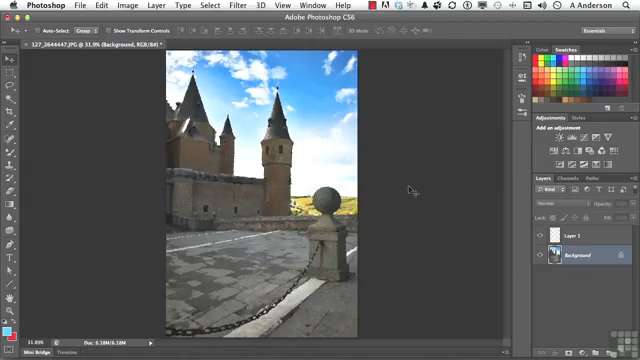 Photoshop File Edit Image Layer Type Select Filter 3D View Window Help A Anderson
Adobe Photoshop CS6
Auto-Select: Group Show Transform Controls 3D Mode: Essentials
127_2644447.JPG @ 31.9% (Background, RGB/8#) *
Color Swatches
Adjustments Styles
Add an adjustment
Layers Channels Paths
Kind
Normal Opacity:
Lock: Fill:
Layer 1
Background
31.93% Doc: 6.18M/6.18M
Mini Bridge Timeline